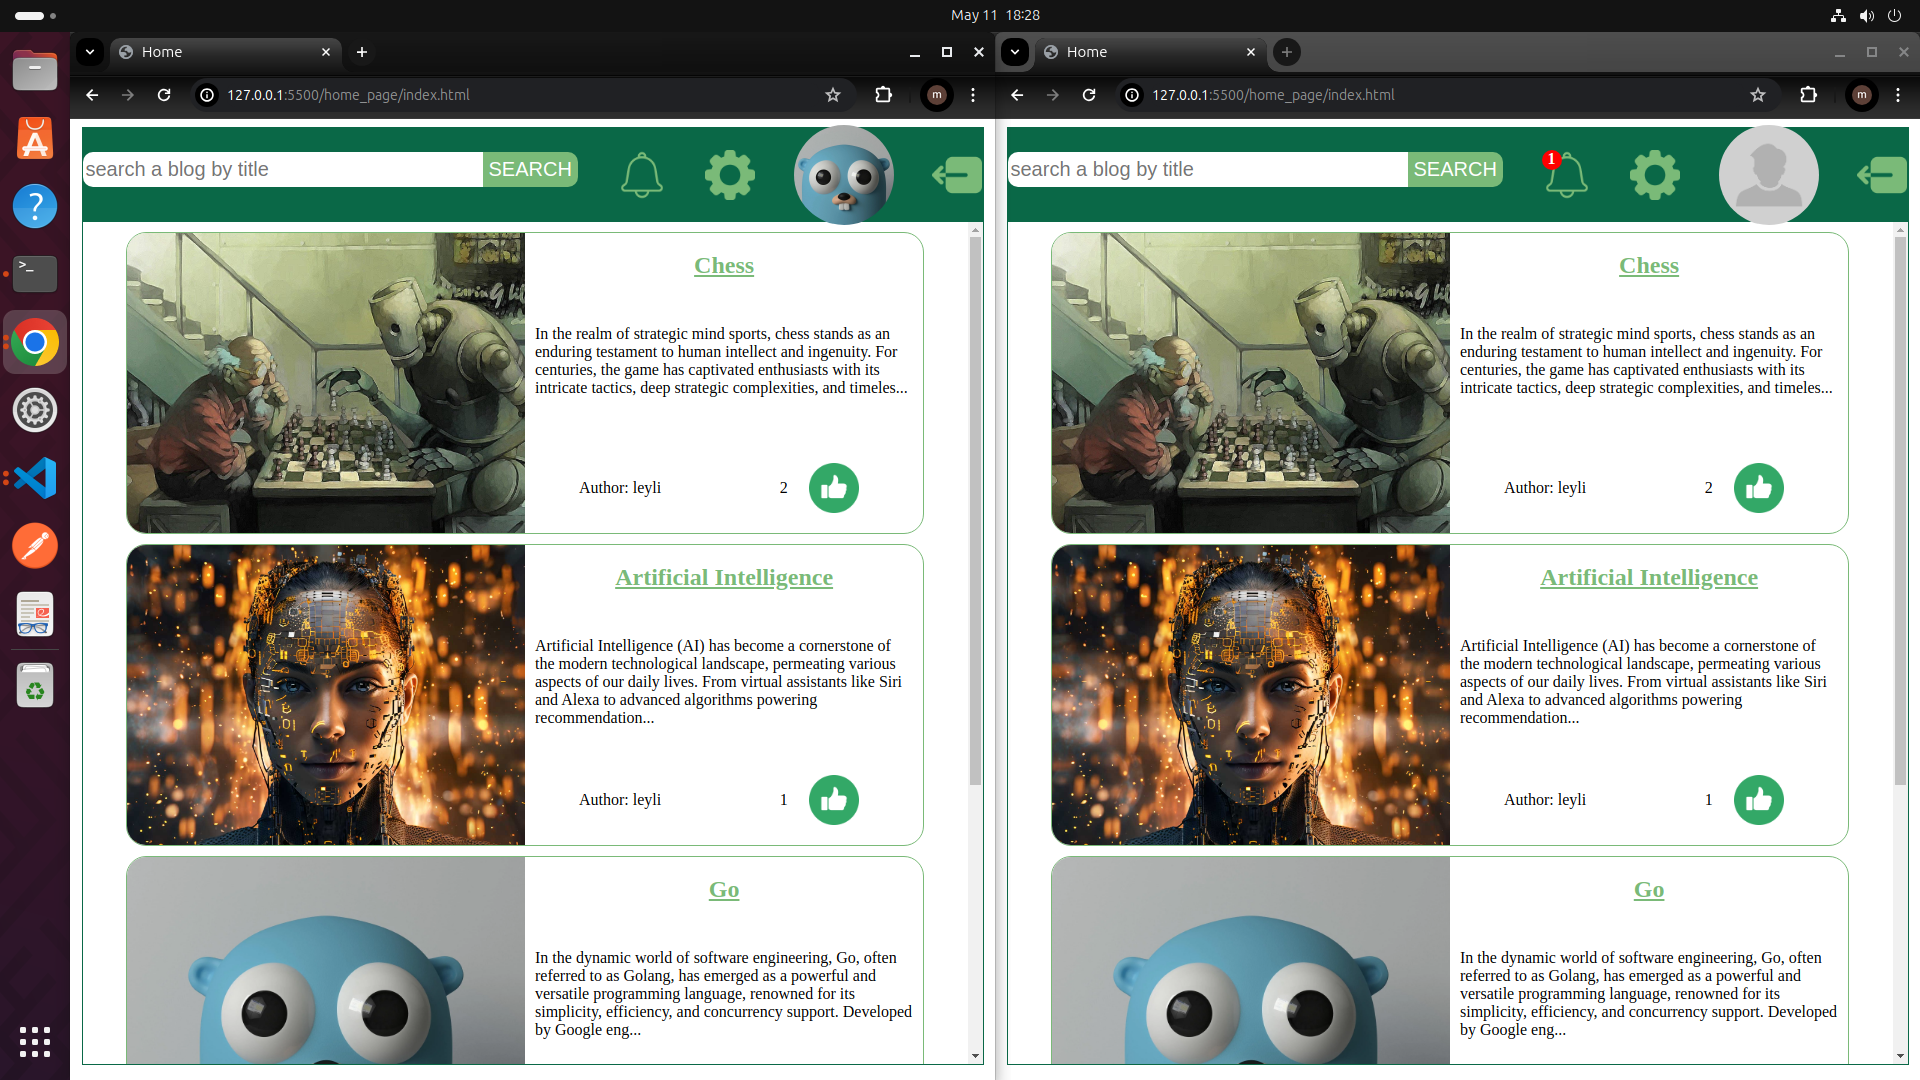 May 11 18:28
Home
127.0.0.1:5500/home_page/index.html
m
search a blog by title
SEARCH
Chess
In the realm of strategic mind sports, chess stands as an
enduring testament to human intellect and ingenuity. For
centuries, the game has captivated enthusiasts with its
intricate tactics, deep strategic complexities, and timeles...
Author: leyli
2
Artificial Intelligence
Artificial Intelligence (AI) has become a cornerstone of
the modern technological landscape, permeating various
aspects of our daily lives. From virtual assistants like Siri
and Alexa to advanced algorithms powering
recommendation...
Author: leyli
1
Go
In the dynamic world of software engineering, Go, often
referred to as Golang, has emerged as a powerful and
versatile programming language, renowned for its
simplicity, efficiency, and concurrency support. Developed
by Google eng...
Home
127.0.0.1:5500/home_page/index.html
m
search a blog by title
SEARCH
1
Chess
In the realm of strategic mind sports, chess stands as an
enduring testament to human intellect and ingenuity. For
centuries, the game has captivated enthusiasts with its
intricate tactics, deep strategic complexities, and timeles...
Author: leyli
2
Artificial Intelligence
Artificial Intelligence (AI) has become a cornerstone of
the modern technological landscape, permeating various
aspects of our daily lives. From virtual assistants like Siri
and Alexa to advanced algorithms powering
recommendation...
Author: leyli
1
Go
In the dynamic world of software engineering, Go, often
referred to as Golang, has emerged as a powerful and
versatile programming language, renowned for its
simplicity, efficiency, and concurrency support. Developed
by Google eng...